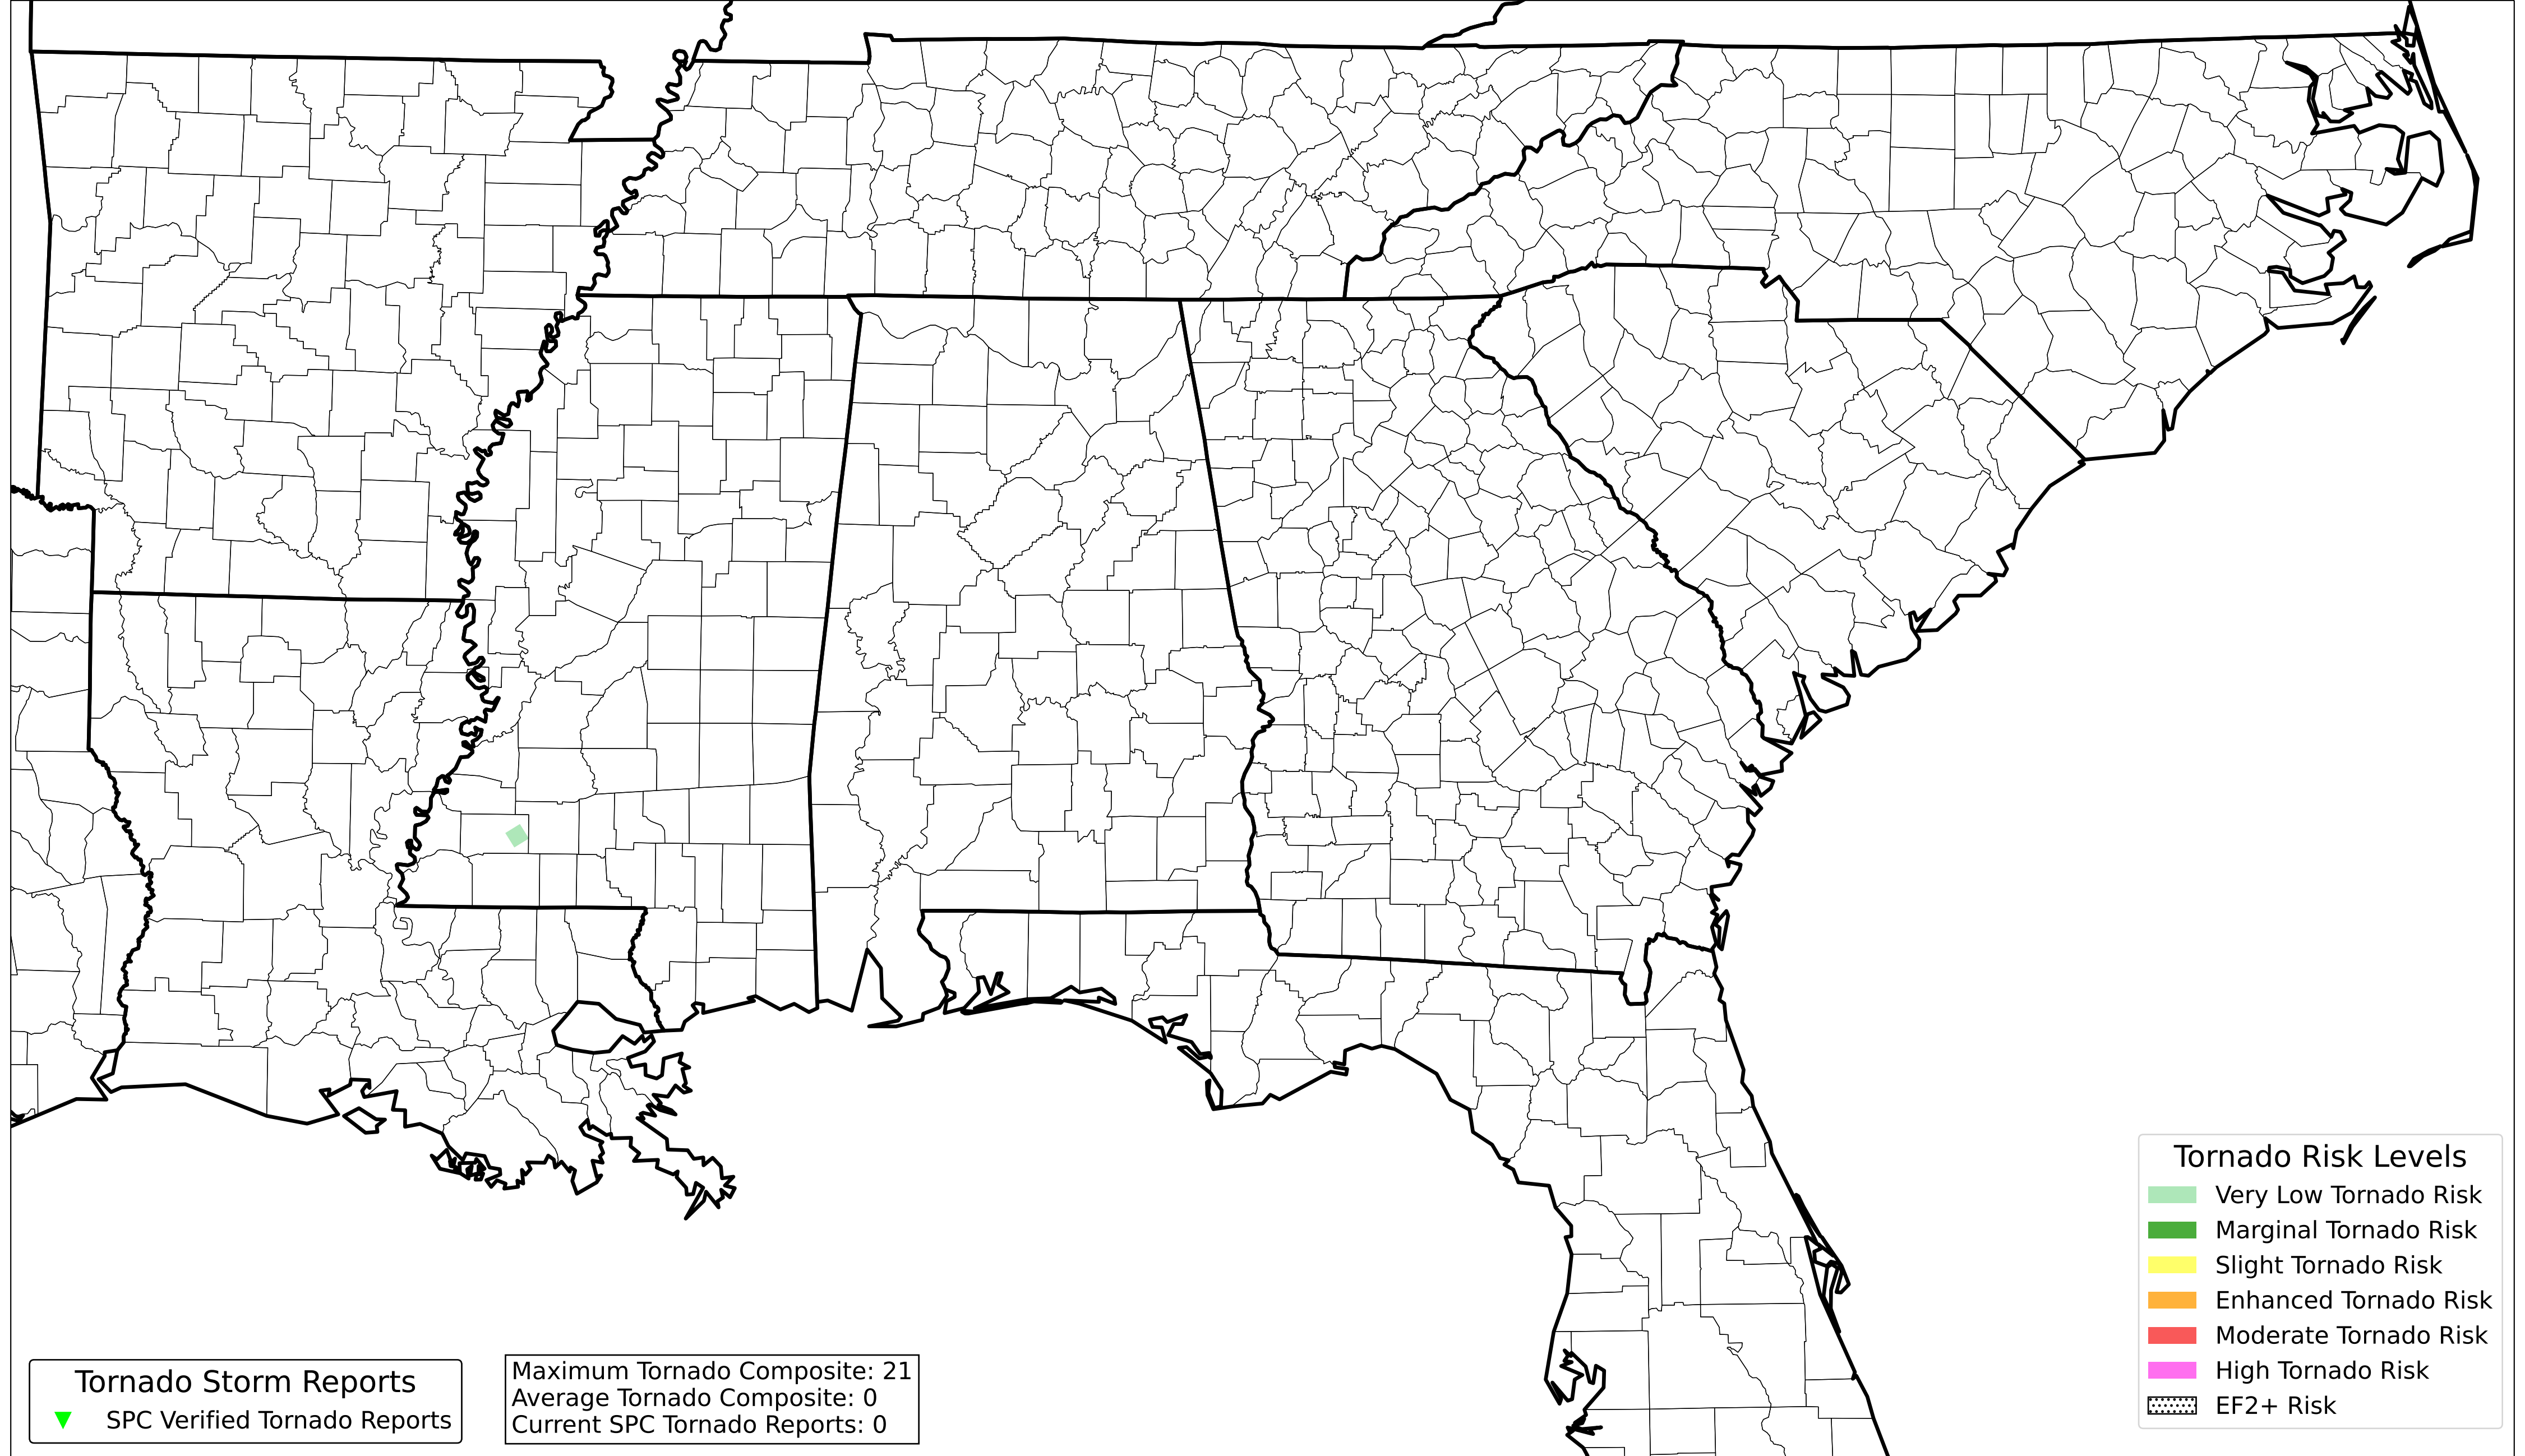 Tornado Risk Levels
Very Low Tornado Risk
Marginal Tornado Risk
Slight Tornado Risk
Enhanced Tornado Risk
Moderate Tornado Risk
High Tornado Risk
EF2+ Risk
Tornado Storm Reports
SPC Verified Tornado Reports
Maximum Tornado Composite: 21
Average Tornado Composite: 0
Current SPC Tornado Reports: 0